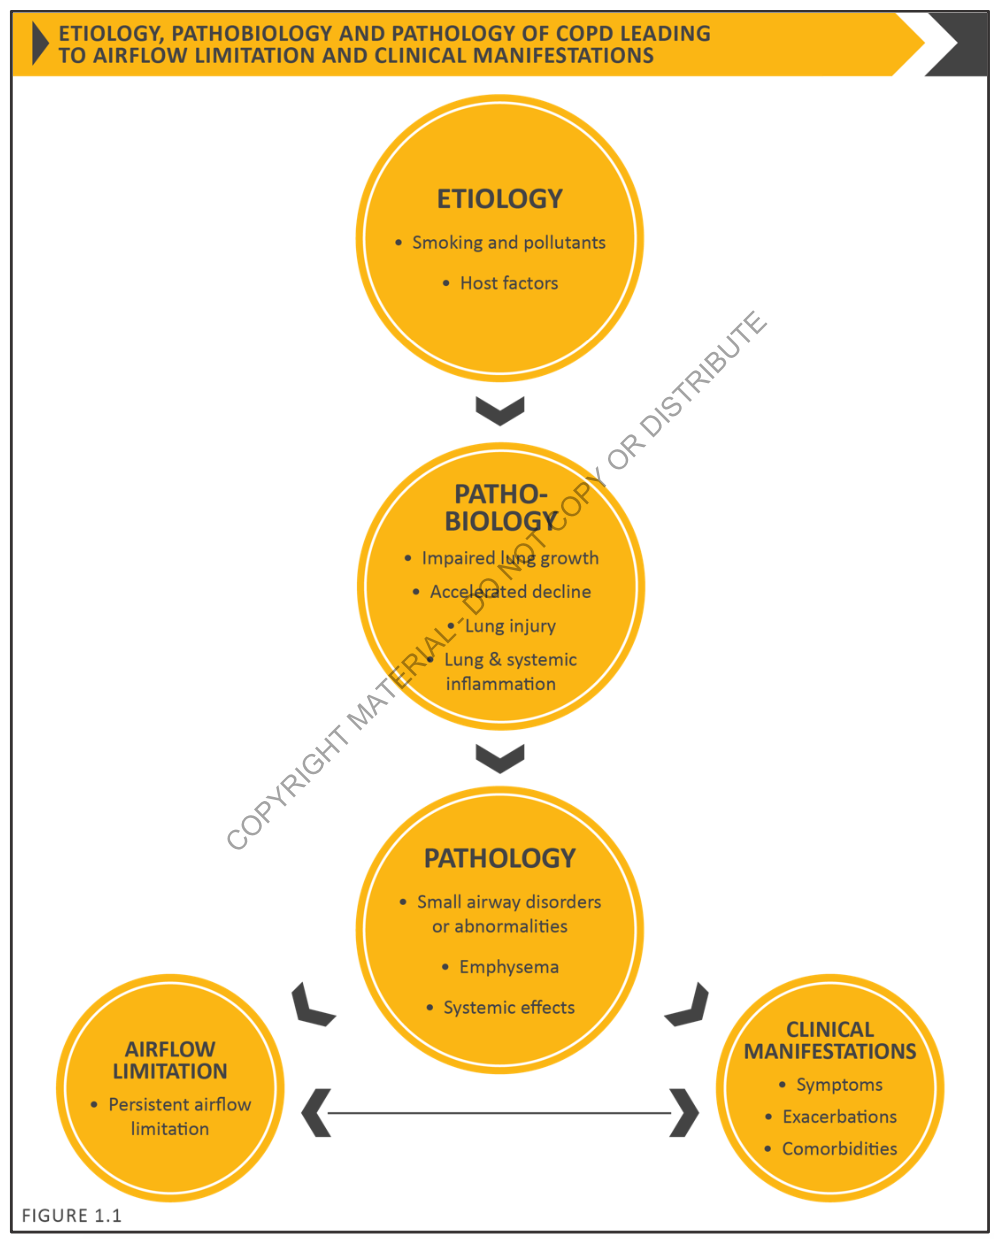 ETIOLOGY, PATHOBIOLOGY AND PATHOLOGY OF COPD LEADING
TO AIRFLOW LIMITATION AND CLINICAL MANIFESTATIONS
ETIOLOGY
• Smoking and pollutants
• Host factors
PATHO-
BIOLOGY
• Impaired lung growth
• Accelerated decline
• Lung injury
• Lung & systemic
inflammation
COPYRIGHT MATERIAL - DO NOT COPY OR DISTRIBUTE
PATHOLOGY
• Small airway disorders
or abnormalities
• Emphysema
• Systemic effects
AIRFLOW
LIMITATION
• Persistent airflow
limitation
CLINICAL
MANIFESTATIONS
• Symptoms
• Exacerbations
• Comorbidities
FIGURE 1.1